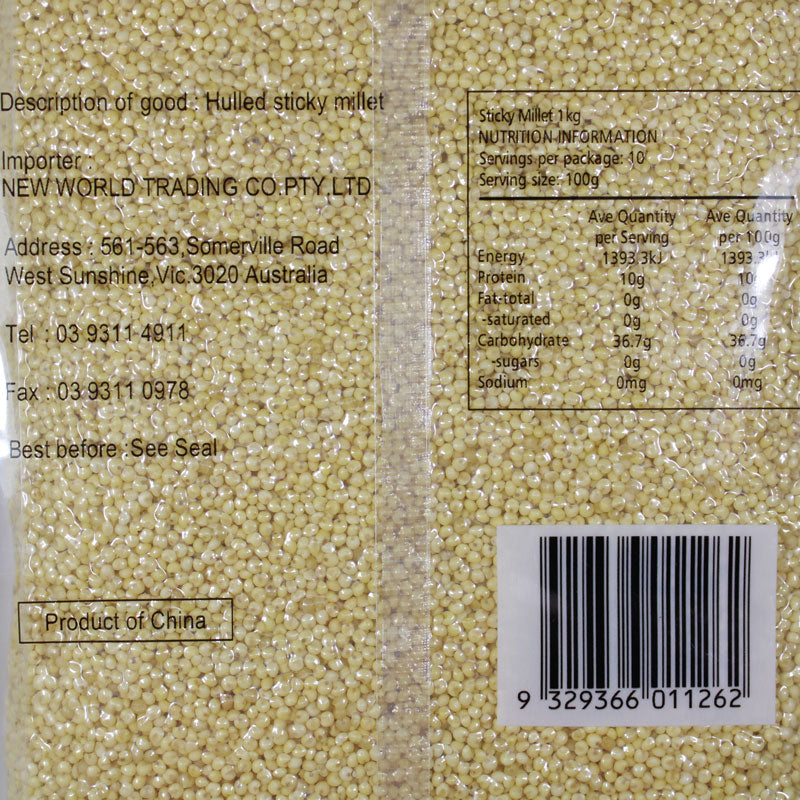 Description of good : Hulled sticky millet
Importer :
NEW WORLD TRADING CO.PTY,LTD
Address : 561-563,Somerville Road
West Sunshine,Vic.3020 Australia
Tel : 03 9311 4911
Fax : 03 9311 0978
Best before :See Seal
Product of China
Sticky Millet 1kg
NUTRITION INFORMATION
Servings per package: 10
Serving size: 100g
Ave Quantity Ave Quantity
per Serving per 100g
Energy 1393.3kJ 1393.3kJ
Protein 10g 10g
Fat-total 0g 0g
-saturated 0g 0g
Carbohydrate 36.7g 36.7g
-sugars 0g 0g
Sodium 0mg 0mg
9 329366 011262